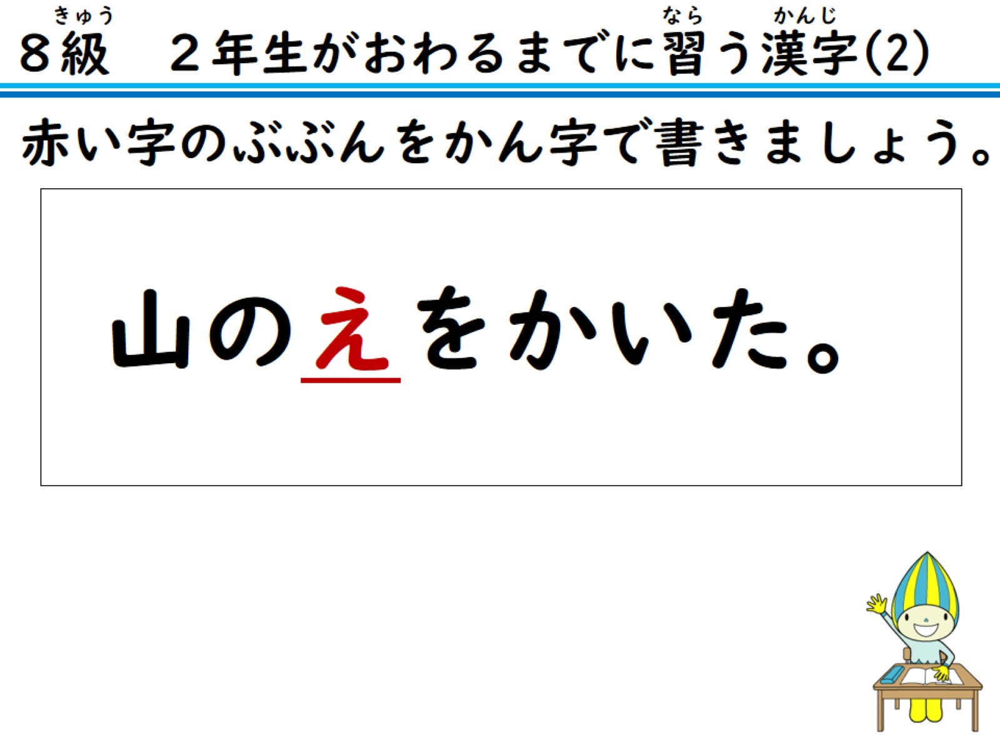 きゅう なら かんじ
８級　２年生がおわるまでに習う漢字(2)
赤い字のぶぶんをかん字で書きましょう。
山のえをかいた。